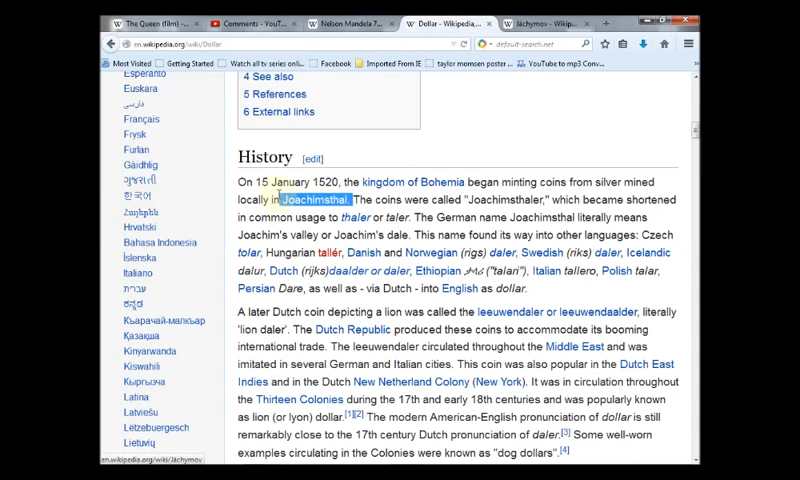 The Queen (film) -...
Comments - YouT...
Nelson Mandela 7...
Dollar - Wikipedia,...
Jáchymov - Wikip...
en.wikipedia.org/wiki/Dollar
default-search.net
Most Visited
Getting Started
Watch all tv series onlin...
Facebook
Imported From IE
taylor momsen poster ...
YouTube to mp3 Conv...
Esperanto
Euskara
فارسی
Français
Frysk
Furlan
Gàidhlig
ગુજરાતી
한국어
Հայերեն
Hrvatski
Bahasa Indonesia
Íslenska
Italiano
עברית
ಕನ್ನಡ
Къарачай-малкъар
Қазақша
Kinyarwanda
Kiswahili
Кыргызча
Latina
Latviešu
Lëtzebuergesch
Lietuvių
en.wikipedia.org/wiki/Jáchymov
4 See also
5 References
6 External links
History [edit]
On 15 January 1520, the kingdom of Bohemia began minting coins from silver mined
locally in Joachimsthal. The coins were called "Joachimsthaler," which became shortened
in common usage to thaler or taler. The German name Joachimsthal literally means
Joachim's valley or Joachim's dale. This name found its way into other languages: Czech
tolar, Hungarian tallér, Danish and Norwegian (rigs) daler, Swedish (riks) daler, Icelandic
dalur, Dutch (rijks)daalder or daler, Ethiopian ("talari"), Italian tallero, Polish talar,
Persian Dare, as well as - via Dutch - into English as dollar.
A later Dutch coin depicting a lion was called the leeuwendaler or leeuwendaalder, literally
'lion daler'. The Dutch Republic produced these coins to accommodate its booming
international trade. The leeuwendaler circulated throughout the Middle East and was
imitated in several German and Italian cities. This coin was also popular in the Dutch East
Indies and in the Dutch New Netherland Colony (New York). It was in circulation throughout
the Thirteen Colonies during the 17th and early 18th centuries and was popularly known
as lion (or lyon) dollar.[1][2] The modern American-English pronunciation of dollar is still
remarkably close to the 17th century Dutch pronunciation of daler.[3] Some well-worn
examples circulating in the Colonies were known as "dog dollars".[4]